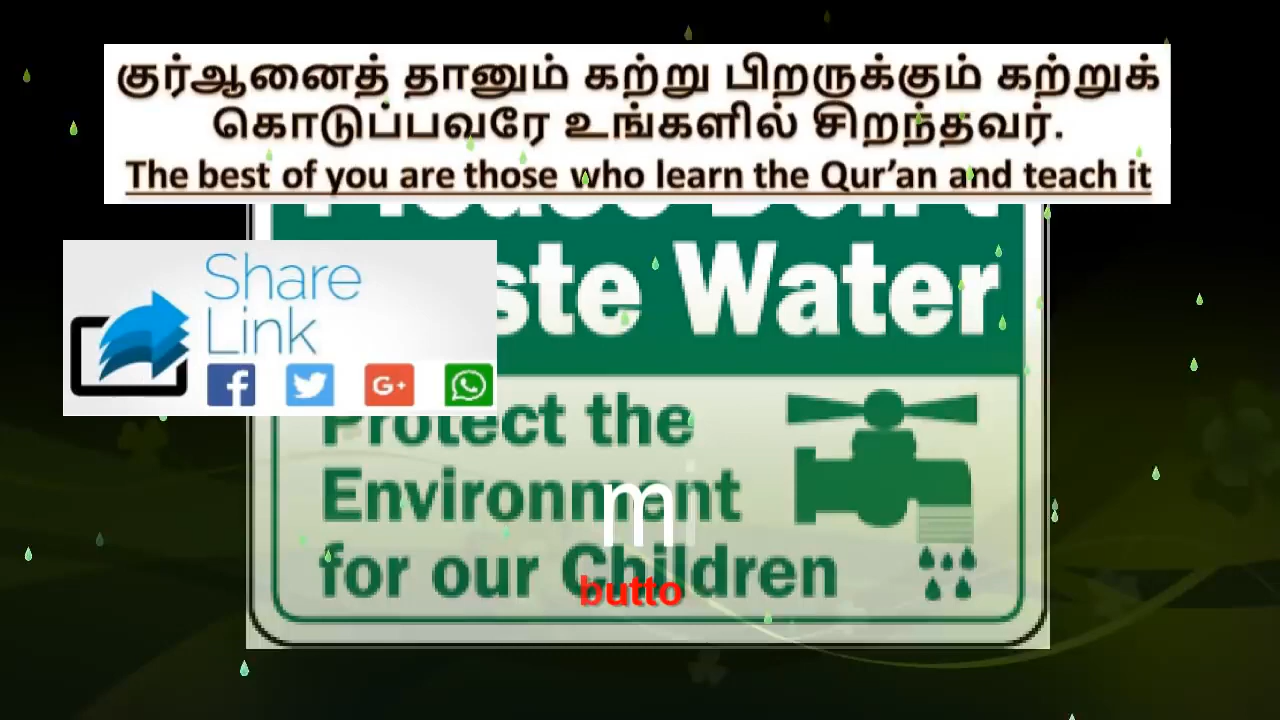 குர்ஆனைத் தானும் கற்று பிறருக்கும் கற்றுக்
கொடுப்பவரே உங்களில் சிறந்தவர்.
The best of you are those who learn the Qur'an and teach it
Water
Share
Link
Protect the
Environment
for our Children
mi
butto